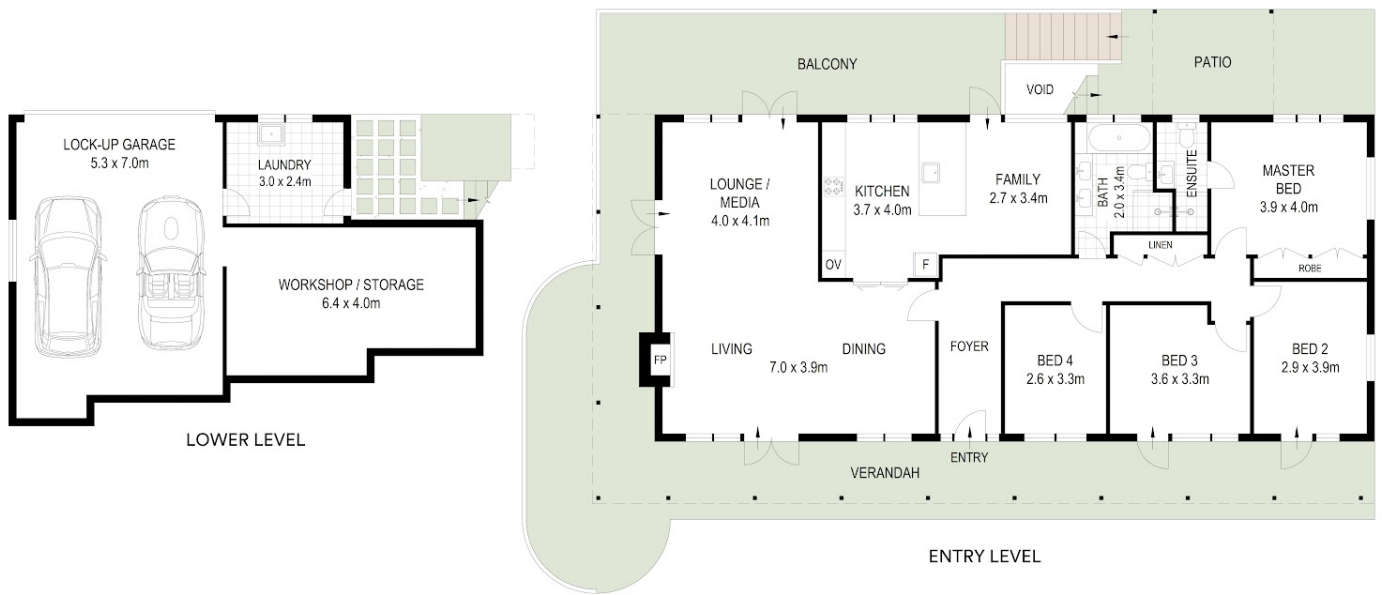 LOCK-UP GARAGE
5.3 x 7.0m
LAUNDRY
3.0 x 2.4m
WORKSHOP / STORAGE
6.4 x 4.0m
LOWER LEVEL
BALCONY
VOID
PATIO
LOUNGE /
MEDIA
4.0 x 4.1m
KITCHEN
3.7 x 4.0m
OV
F
FAMILY
2.7 x 3.4m
BATH
2.0 x 3.4m
ENSUITE
LINEN
MASTER
BED
3.9 x 4.0m
ROBE
FP
LIVING
DINING
7.0 x 3.9m
FOYER
BED 4
2.6 x 3.3m
BED 3
3.6 x 3.3m
BED 2
2.9 x 3.9m
ENTRY
VERANDAH
ENTRY LEVEL